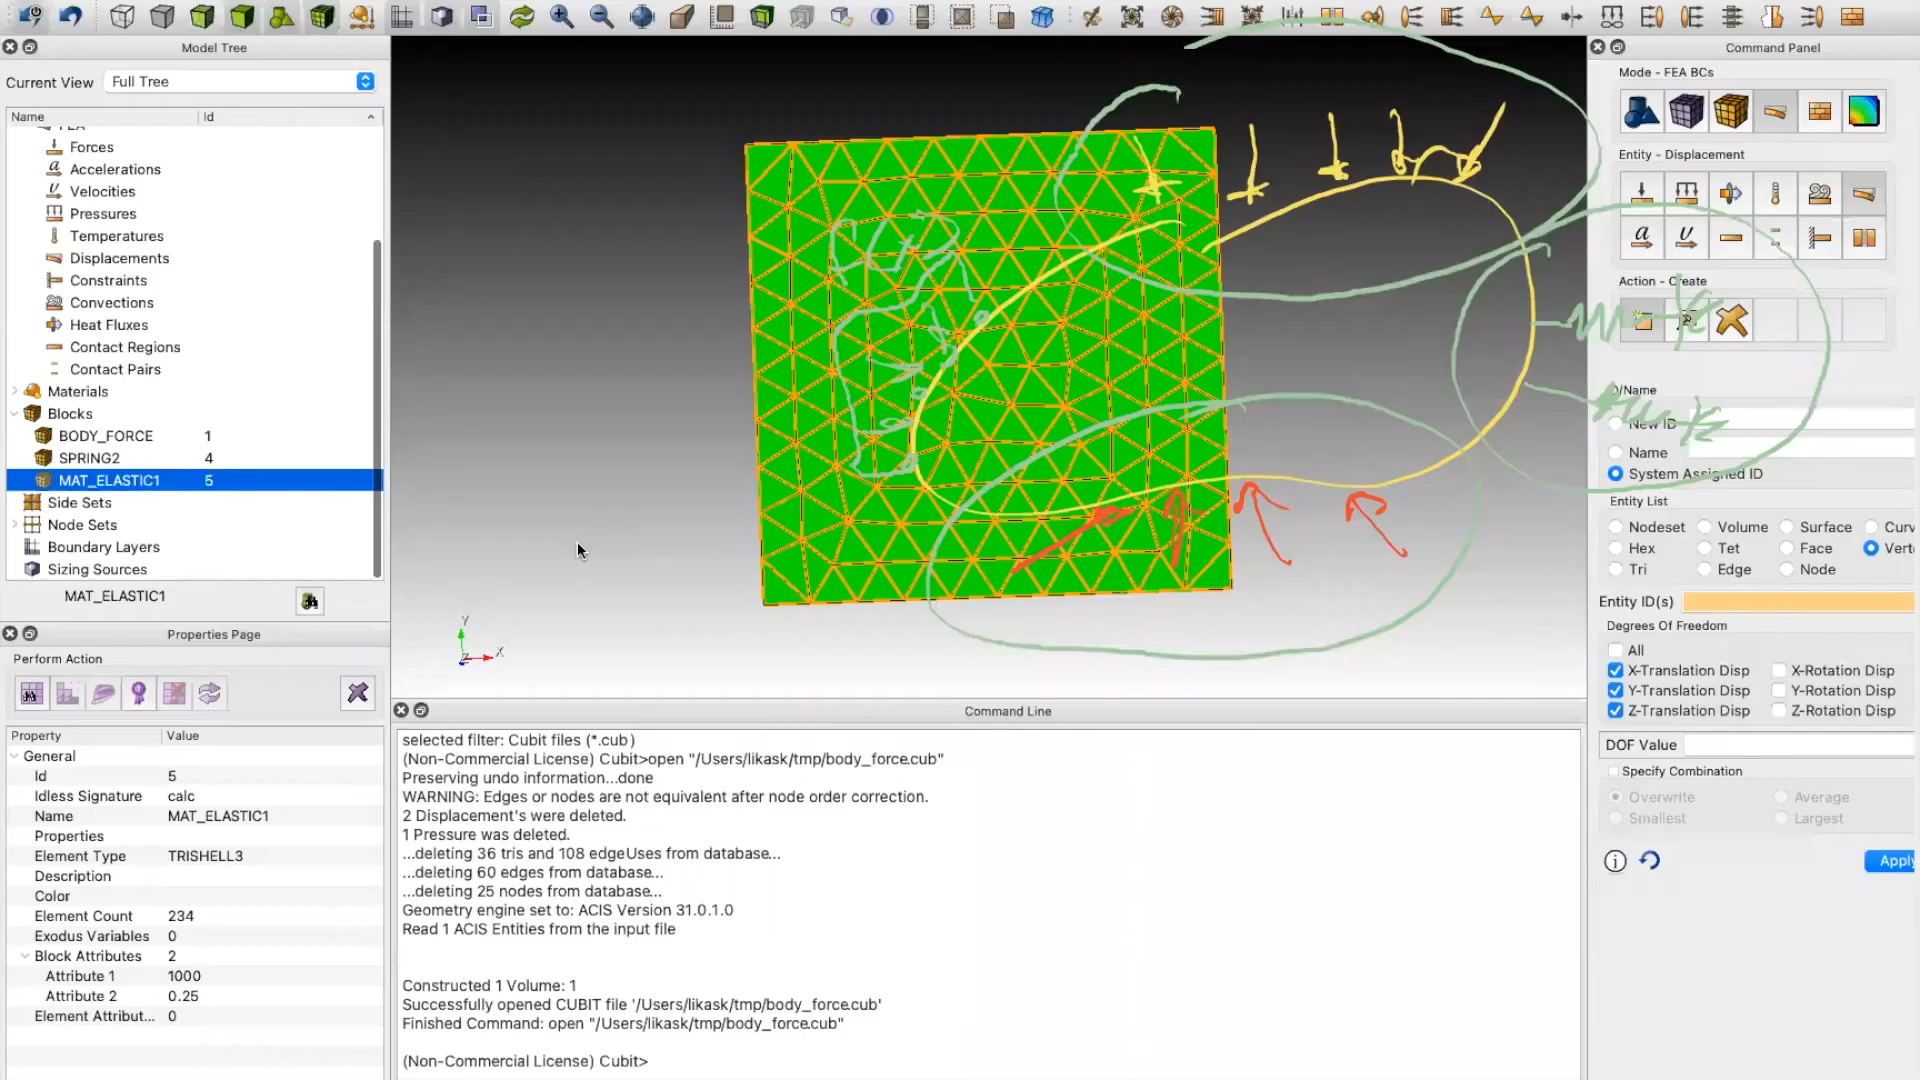 Model Tree
Current View Full Tree
Name Id
FEA
Forces
Accelerations
Velocities
Pressures
Temperatures
Displacements
Constraints
Convections
Heat Fluxes
Contact Regions
Contact Pairs
Materials
Blocks
BODY_FORCE 1
SPRING2 4
MAT_ELASTIC1 5
Side Sets
Node Sets
Boundary Layers
Sizing Sources
MAT_ELASTIC1
Properties Page
Perform Action
Property Value
General
Id 5
Idless Signature calc
Name MAT_ELASTIC1
Properties
Element Type TRISHELL3
Description
Color
Element Count 234
Exodus Variables 0
Block Attributes 2
Attribute 1 1000
Attribute 2 0.25
Element Attribut... 0
Y
X
Z
Command Line
selected filter: Cubit files (*.cub)
(Non-Commercial License) Cubit>open "/Users/likask/tmp/body_force.cub"
Preserving undo information...done
WARNING: Edges or nodes are not equivalent after node order correction.
2 Displacement's were deleted.
1 Pressure was deleted.
...deleting 36 tris and 108 edgeUses from database...
...deleting 60 edges from database...
...deleting 25 nodes from database...
Geometry engine set to: ACIS Version 31.0.1.0
Read 1 ACIS Entities from the input file
Constructed 1 Volume: 1
Successfully opened CUBIT file '/Users/likask/tmp/body_force.cub'
Finished Command: open "/Users/likask/tmp/body_force.cub"
(Non-Commercial License) Cubit>
Command Panel
Mode - FEA BCs
Entity - Displacement
Action - Create
/Name
New ID
Name
System Assigned ID
Entity List
Nodeset Volume Surface Curv
Hex Tet Face Vert
Tri Edge Node
Entity ID(s)
Degrees Of Freedom
All
X-Translation Disp X-Rotation Disp
Y-Translation Disp Y-Rotation Disp
Z-Translation Disp Z-Rotation Disp
DOF Value
Specify Combination
Overwrite Average
Smallest Largest
Apply